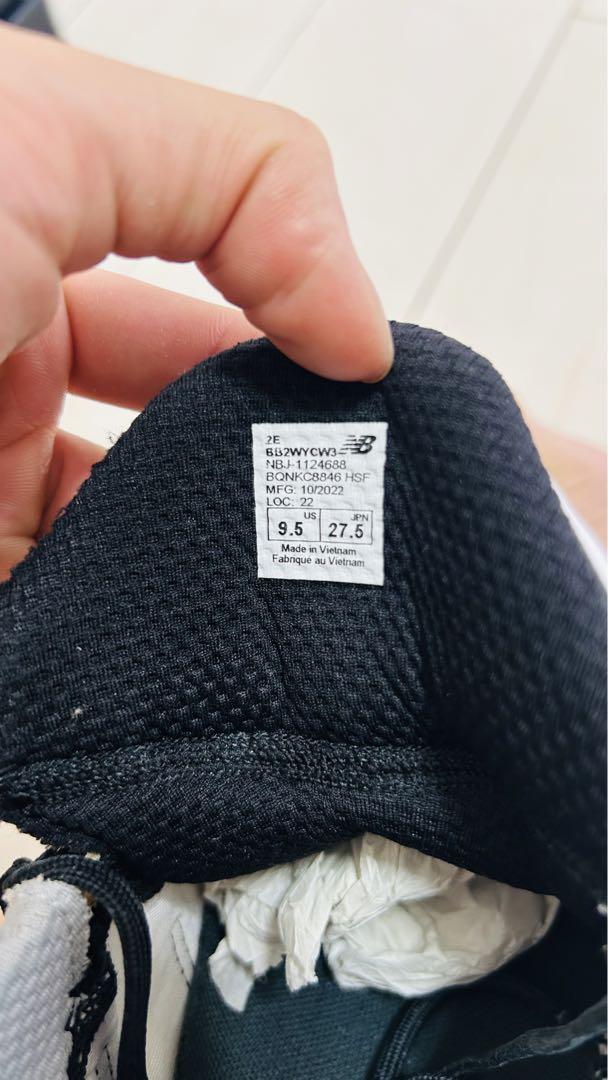 2E
BB2WYCW3
NB
NBJ-1124688
BQNKC8846 HSF
MFG: 10/2022
LOC: 22
US JPN
9.5 27.5
Made in Vietnam
Fabriqué au Vietnam